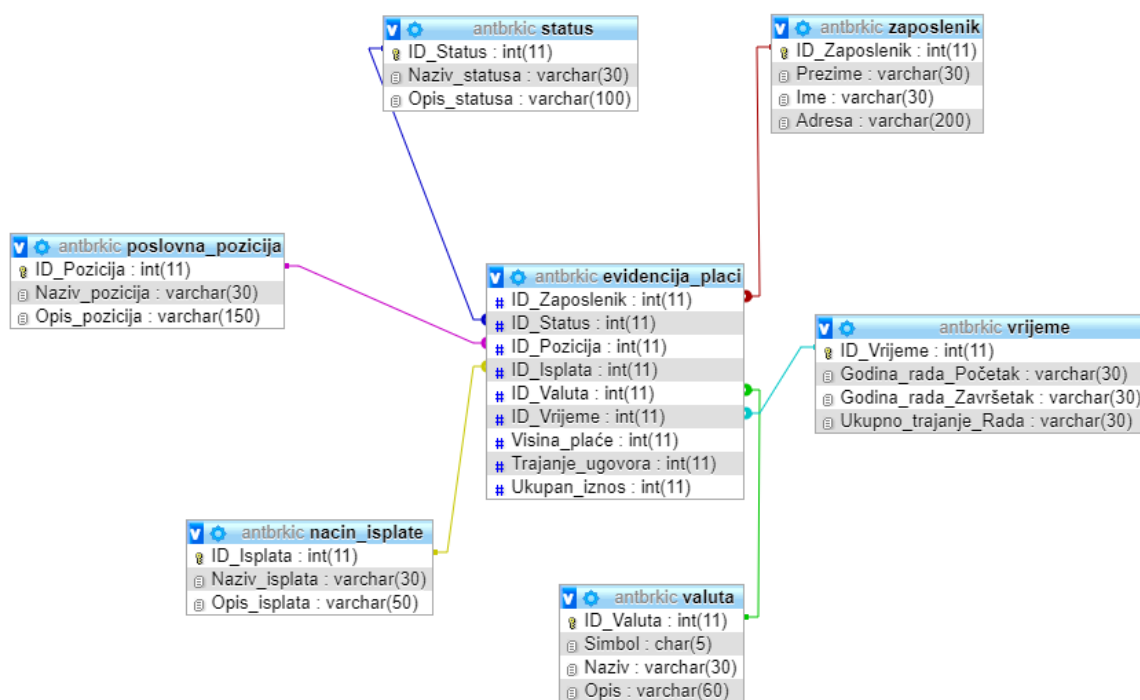 antbrkic status
ID_Status : int(11)
Naziv_statusa : varchar(30)
Opis_statusa : varchar(100)
antbrkic zaposlenik
ID_Zaposlenik : int(11)
Prezime : varchar(30)
Ime : varchar(30)
Adresa : varchar(200)
antbrkic poslovna_pozicija
ID_Pozicija : int(11)
Naziv_pozicija : varchar(30)
Opis_pozicija : varchar(150)
antbrkic evidencija_placi
ID_Zaposlenik : int(11)
ID_Status : int(11)
ID_Pozicija : int(11)
ID_Isplata : int(11)
ID_Valuta : int(11)
ID_Vrijeme : int(11)
Visina_plaće : int(11)
Trajanje_ugovora : int(11)
Ukupan_iznos : int(11)
antbrkic vrijeme
ID_Vrijeme : int(11)
Godina_rada_Početak : varchar(30)
Godina_rada_Završetak : varchar(30)
Ukupno_trajanje_Rada : varchar(30)
antbrkic nacin_isplate
ID_Isplata : int(11)
Naziv_isplata : varchar(30)
Opis_isplata : varchar(50)
antbrkic valuta
ID_Valuta : int(11)
Simbol : char(5)
Naziv : varchar(30)
Opis : varchar(60)